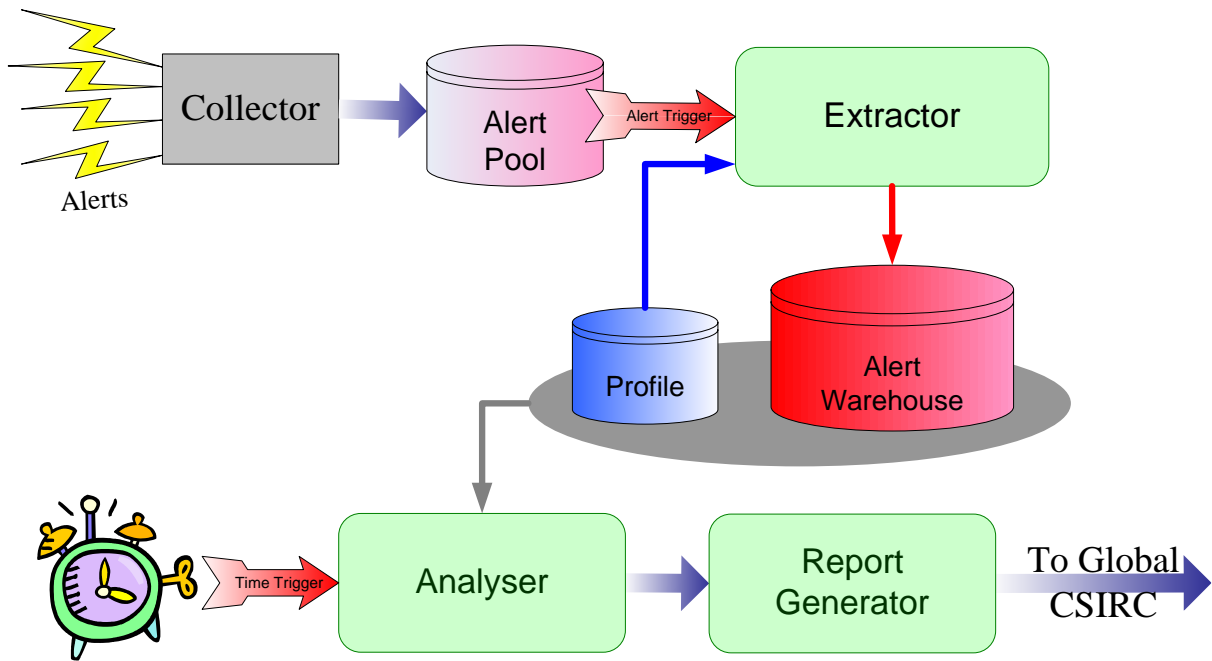 Collector
Alert
Pool
Alert Trigger
Extractor
Alerts
Profile
Alert
Warehouse
Time Trigger
Analyser
Report
Generator
To Global
CSIRC